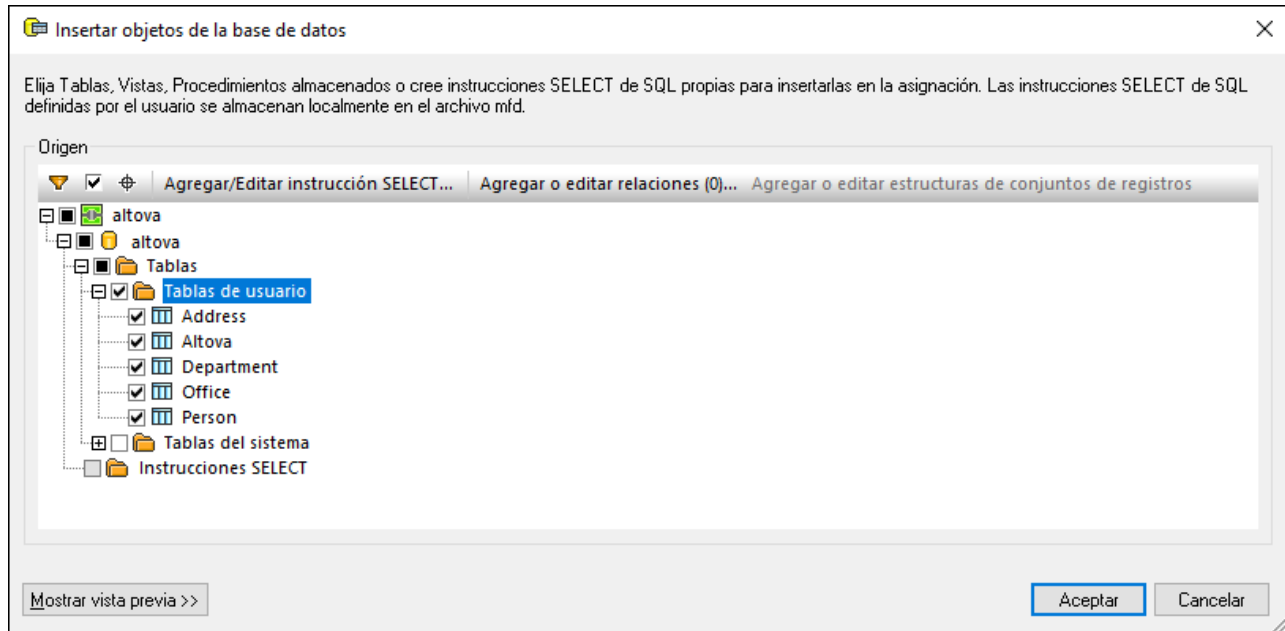 Insertar objetos de la base de datos
Elija Tablas, Vistas, Procedimientos almacenados o cree instrucciones SELECT de SQL propias para insertarlas en la asignación. Las instrucciones SELECT de SQL
definidas por el usuario se almacenan localmente en el archivo mfd.
Origen
Agregar/Editar instrucción SELECT... Agregar o editar relaciones (0)... Agregar o editar estructuras de conjuntos de registros
altova
altova
Tablas
Tablas de usuario
Address
Altova
Department
Office
Person
Tablas del sistema
Instrucciones SELECT
Mostrar vista previa >> Aceptar Cancelar